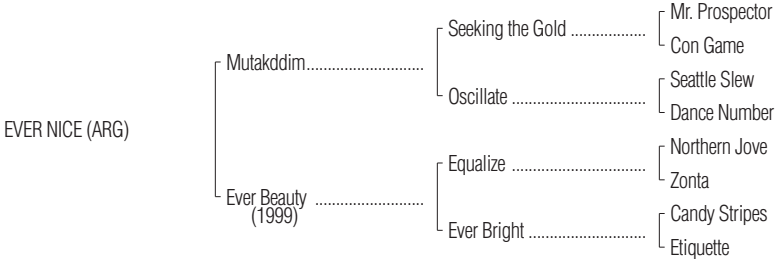 Mr. Prospector
Seeking the Gold ..................
Con Game
Mutakddim...........................
Seattle Slew
Oscillate ................................
Dance Number
EVER NICE (ARG)
Northern Jove
Equalize ................................
Zonta
Ever Beauty .........................
(1999)
Candy Stripes
Ever Bright ............................
Etiquette